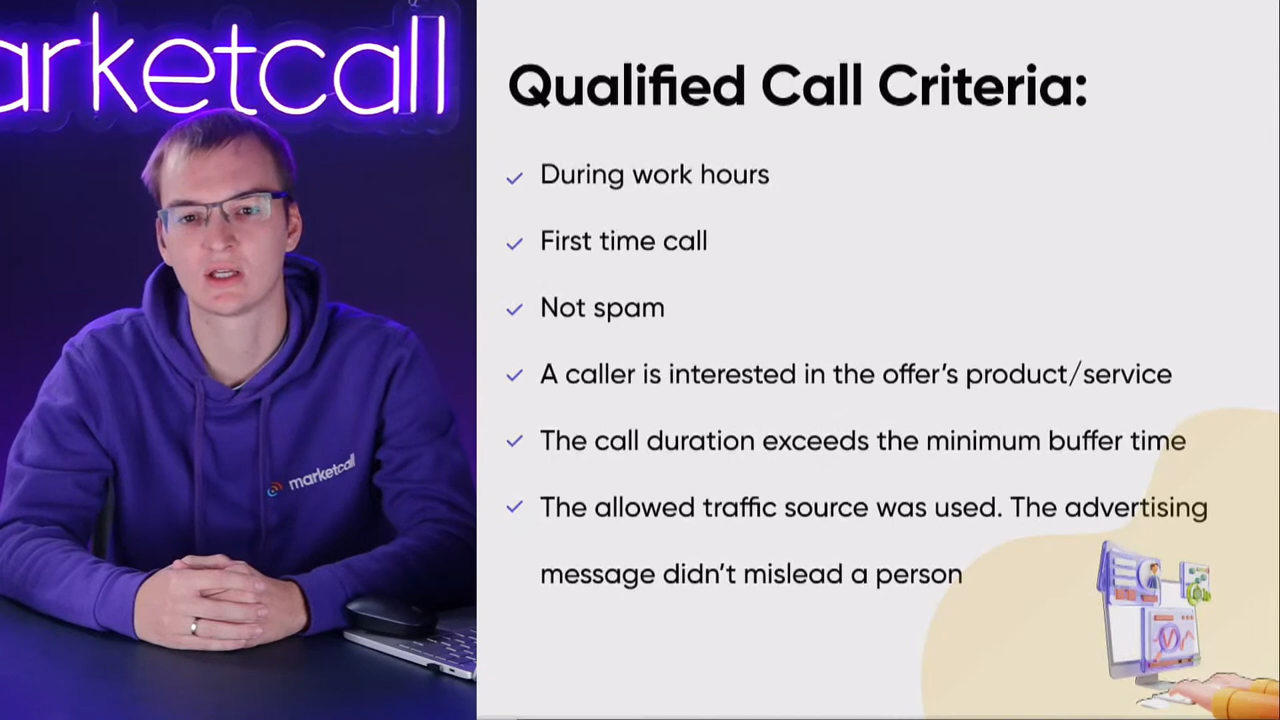 arketcall
marketcall
Qualified Call Criteria:
During work hours
First time call
Not spam
A caller is interested in the offer’s product/service
The call duration exceeds the minimum buffer time
The allowed traffic source was used. The advertising
message didn’t mislead a person